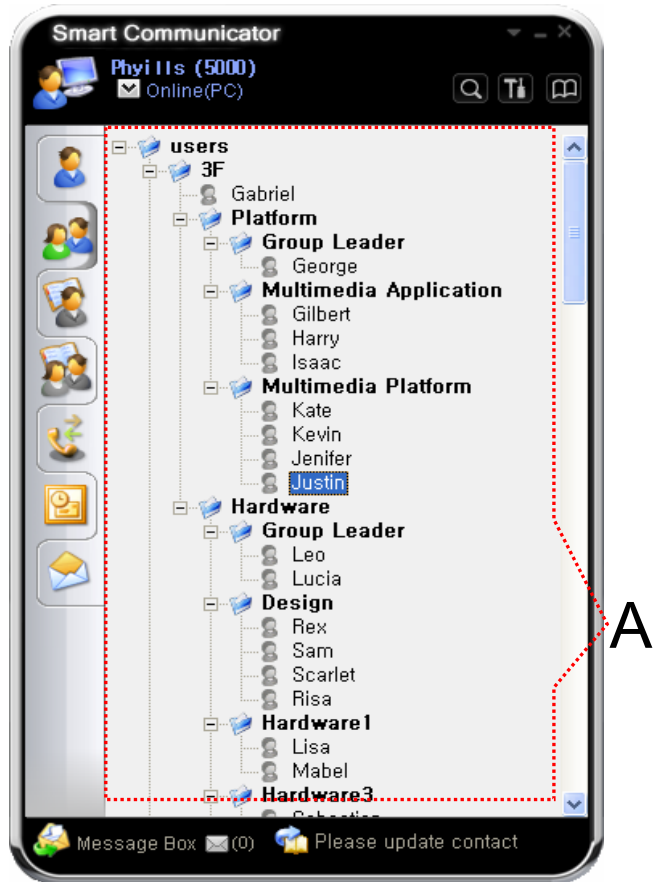 Smart Communicator
Phyills (5000)
Online(PC)
users
3F
Gabriel
Platform
Group Leader
George
Multimedia Application
Gilbert
Harry
Isaac
Multimedia Platform
Kate
Kevin
Jenifer
Justin
Hardware
Group Leader
Leo
Lucia
Design
Rex
Sam
Scarlet
Risa
Hardware1
Lisa
Mabel
Hardware3
A
Message Box (0) Please update contact